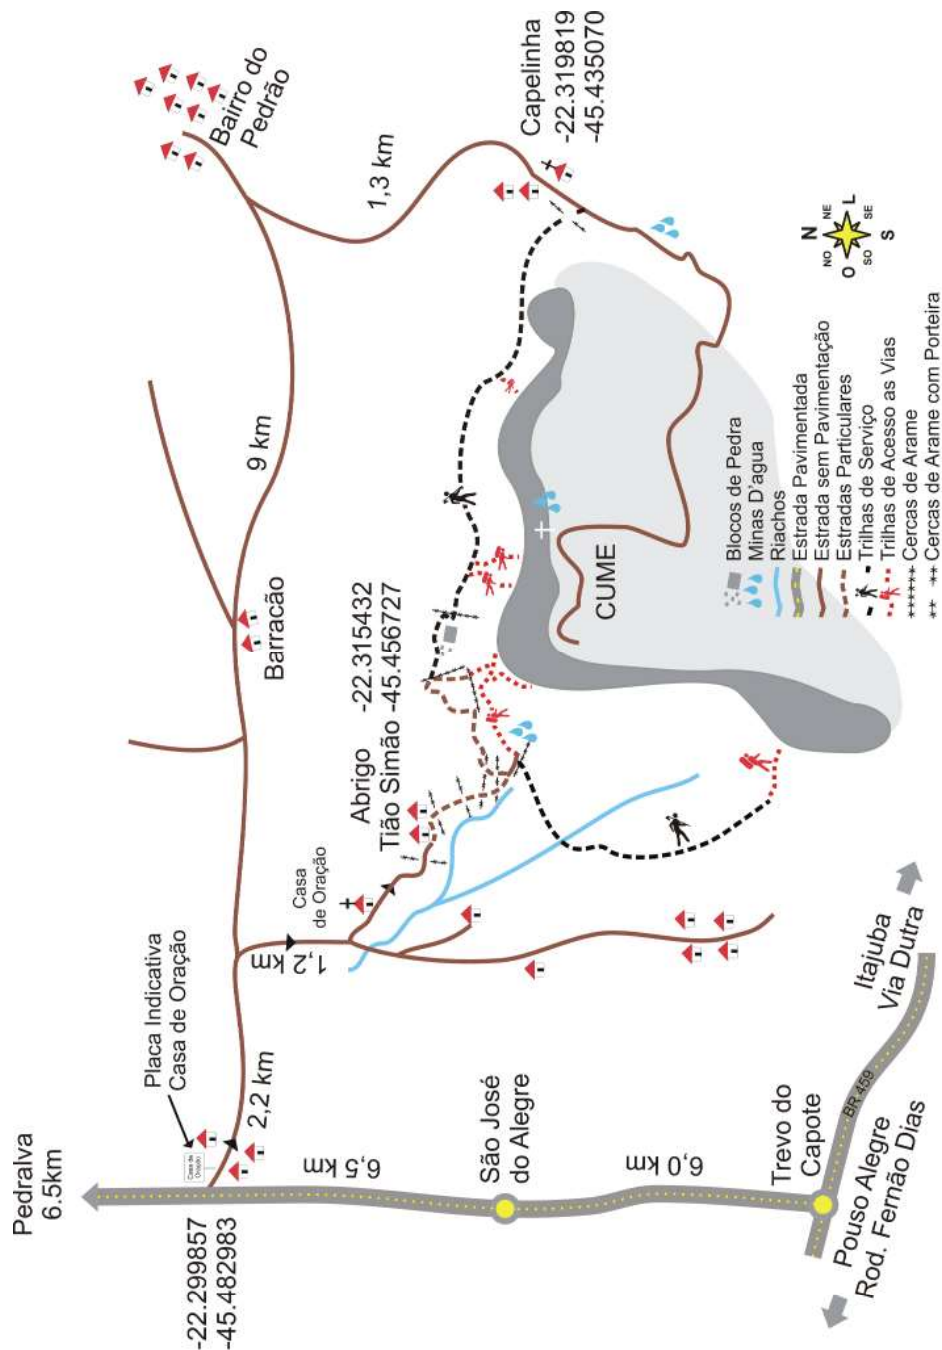 Pedralva
6.5km
-22.299857
-45.482983
Placa Indicativa
Casa de Oração
Casa de
Oração
2,2 km
1,2 km
Casa
de Oração
Barracão
9 km
Bairro do
Pedrão
1,3 km
Capelinha
-22.319819
-45.435070
Abrigo -22.315432
Tião Simão -45.456727
CUME
6,5 km
São José
do Alegre
6,0 km
Trevo do
Capote
BR 459
Itajuba
Via Dutra
Pouso Alegre
Rod. Fernão Dias
N
NE
L
SE
S
SO
O
NO
Blocos de Pedra
Minas D'agua
Riachos
Estrada Pavimentada
Estrada sem Pavimentação
Estradas Particulares
Trilhas de Serviço
Trilhas de Acesso as Vias
Cercas de Arame
Cercas de Arame com Porteira